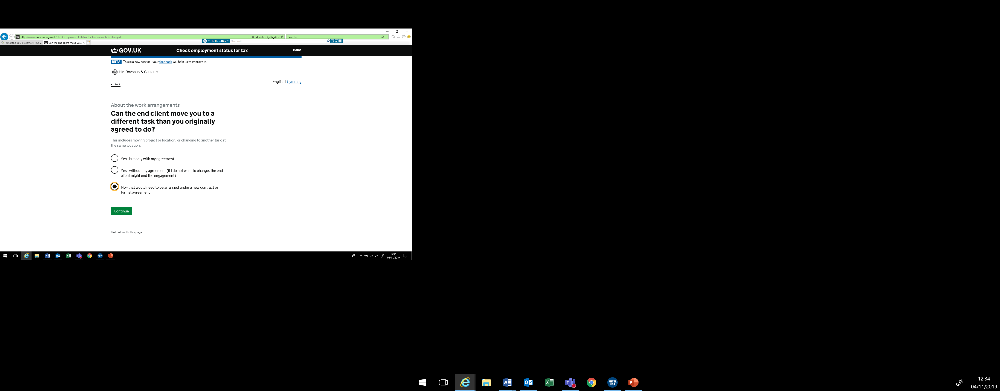 https://www.tax.service.gov.uk/check-employment-status-for-tax/worker-task-changed
Identified by DigiCert
Search...
What the BBC presenters' IR35 ...
Can the end client move yo...
In the office
Make a call
GOV.UK
Check employment status for tax
Home
BETA This is a new service - your feedback will help us to improve it.
HM Revenue & Customs
English | Cymraeg
Back
About the work arrangements
Can the end client move you to a
different task than you originally
agreed to do?
This includes moving project or location, or changing to another task at
the same location.
Yes - but only with my agreement
Yes - without my agreement (if I do not want to change, the end
client might end the engagement)
No - that would need to be arranged under a new contract or
formal agreement
Continue
Get help with this page.
12:34
04/11/2019
MITEL
UCA
12:34
04/11/2019